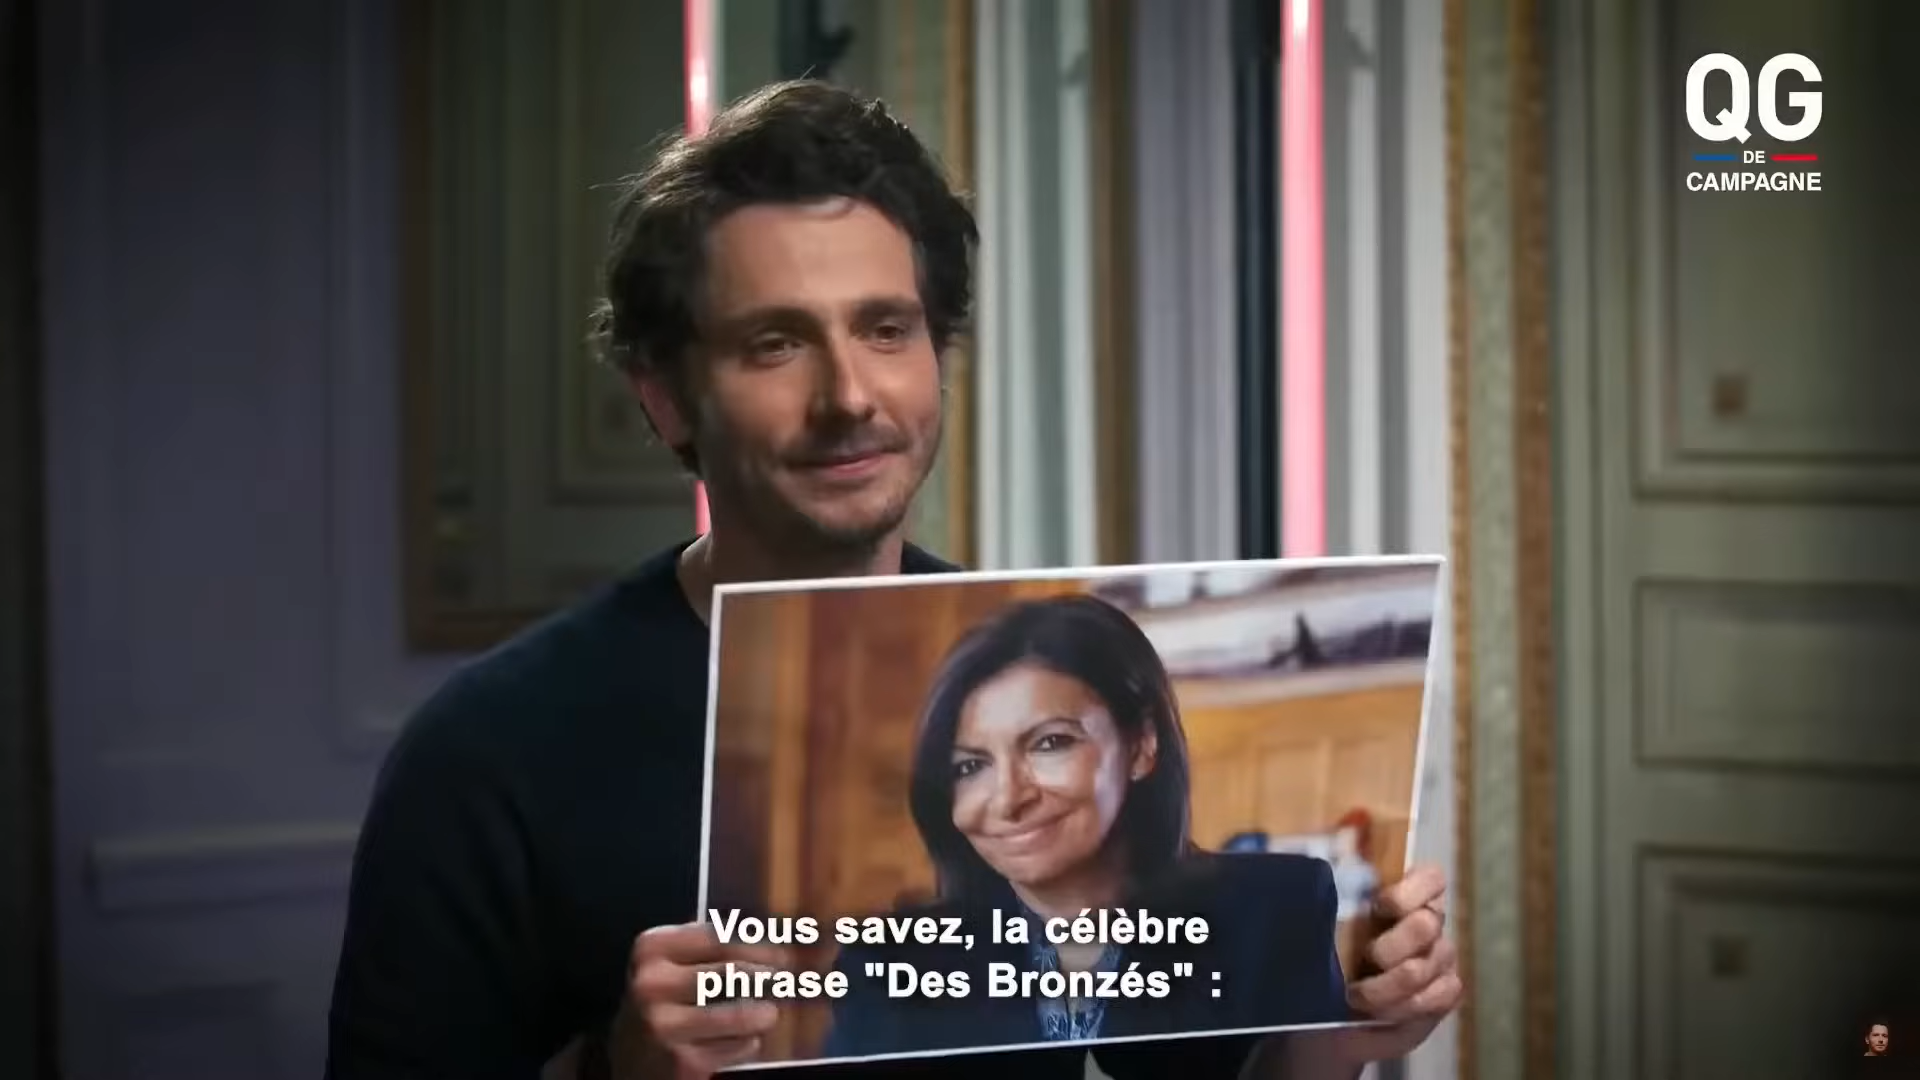 QG
DE
CAMPAGNE
Vous savez, la célèbre
phrase "Des Bronzés" :